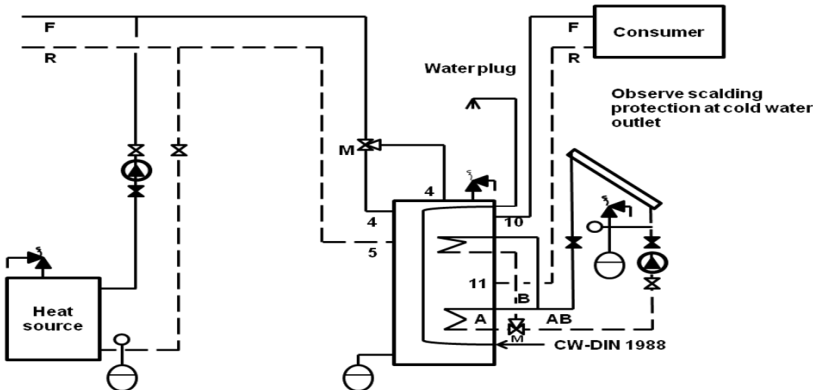 F
R
F
R
Consumer
Water plug
Observe scalding
protection at cold water
outlet
M
4
4
10
5
11
B
A
AB
M
CW-DIN 1988
Heat
source